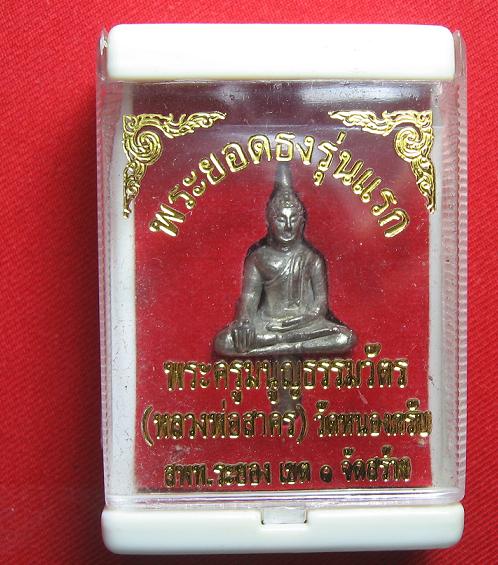 พระยอดธงรุ่นแรก
พระครูมนูญธรรมวัตร
(หลวงพ่อสาคร) วัดหนองกรับ
สพท.ระยอง เขต ๑ จัดสร้าง